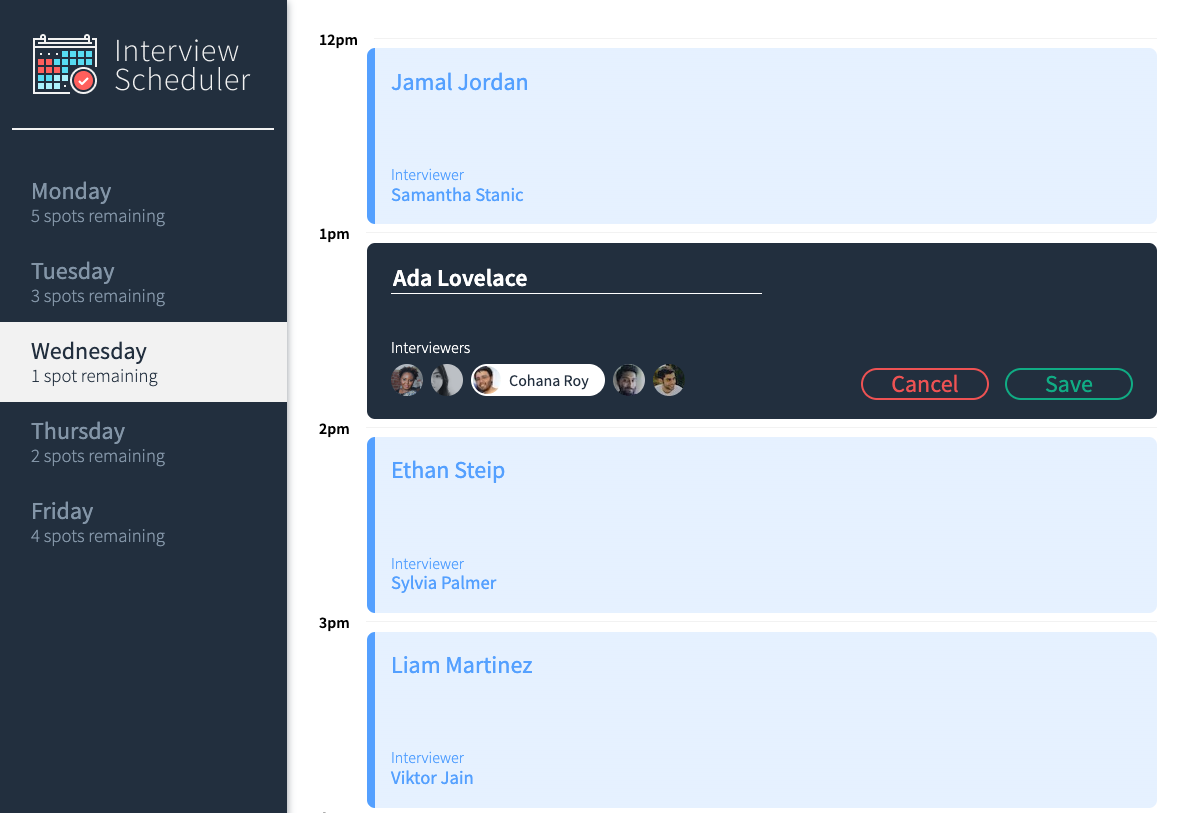 Interview
Scheduler
Monday
5 spots remaining
Tuesday
3 spots remaining
Wednesday
1 spot remaining
Thursday
2 spots remaining
Friday
4 spots remaining
12pm
Jamal Jordan
Interviewer
Samantha Stanic
1pm
Ada Lovelace
Interviewers
Cohana Roy
Cancel
Save
2pm
Ethan Steip
Interviewer
Sylvia Palmer
3pm
Liam Martinez
Interviewer
Viktor Jain